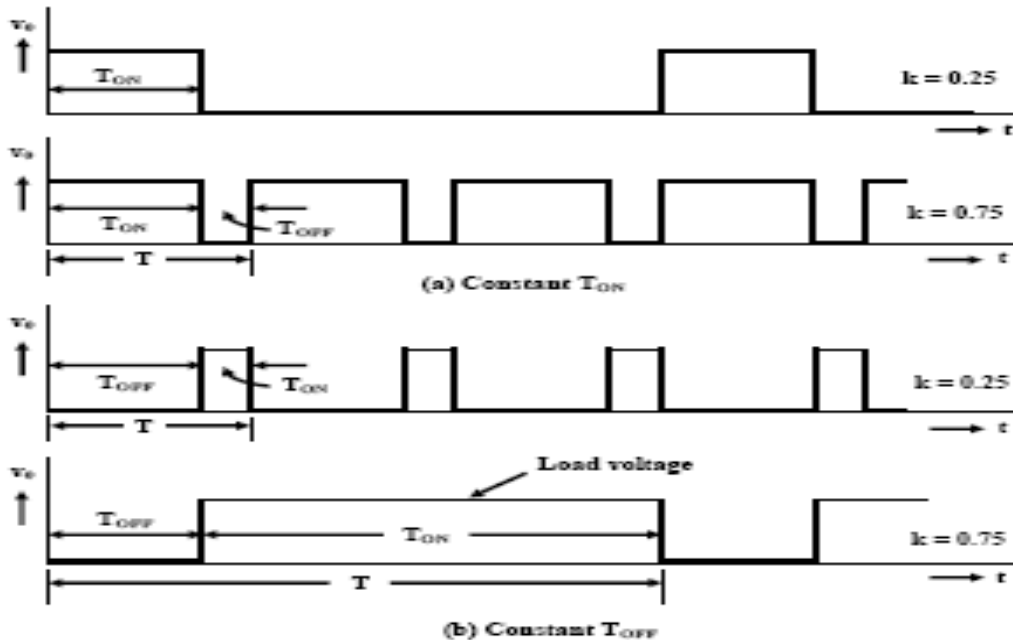 v₀
T_ON
k = 0.25
t
v₀
T_ON
T_OFF
k = 0.75
T
t
(a) Constant T_ON
v₀
T_OFF
T_ON
k = 0.25
T
t
Load voltage
v₀
T_OFF
T_ON
k = 0.75
T
t
(b) Constant T_OFF